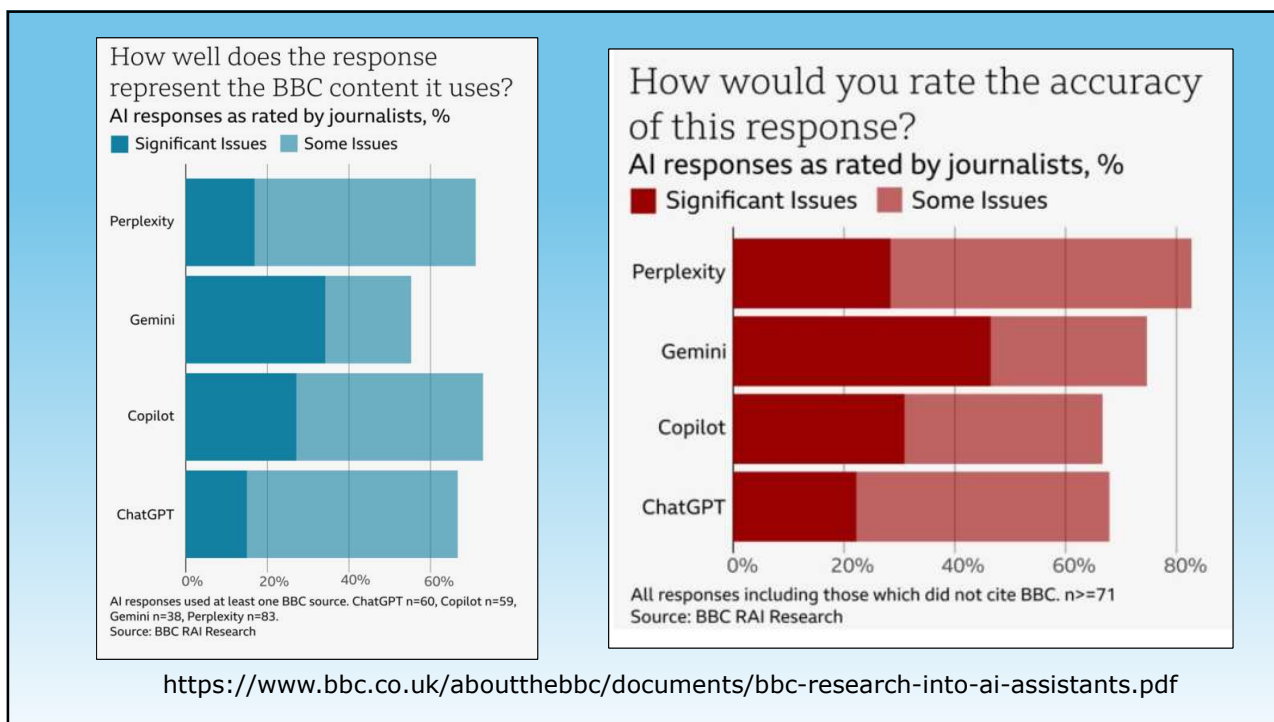 How well does the response
represent the BBC content it uses?
AI responses as rated by journalists, %
Significant Issues Some Issues
Perplexity
Gemini
Copilot
ChatGPT
0% 20% 40% 60%
AI responses used at least one BBC source. ChatGPT n=60, Copilot n=59,
Gemini n=38, Perplexity n=83.
Source: BBC RAI Research
How would you rate the accuracy
of this response?
AI responses as rated by journalists, %
Significant Issues Some Issues
Perplexity
Gemini
Copilot
ChatGPT
0% 20% 40% 60% 80%
All responses including those which did not cite BBC. n>=71
Source: BBC RAI Research
https://www.bbc.co.uk/aboutthebbc/documents/bbc-research-into-ai-assistants.pdf